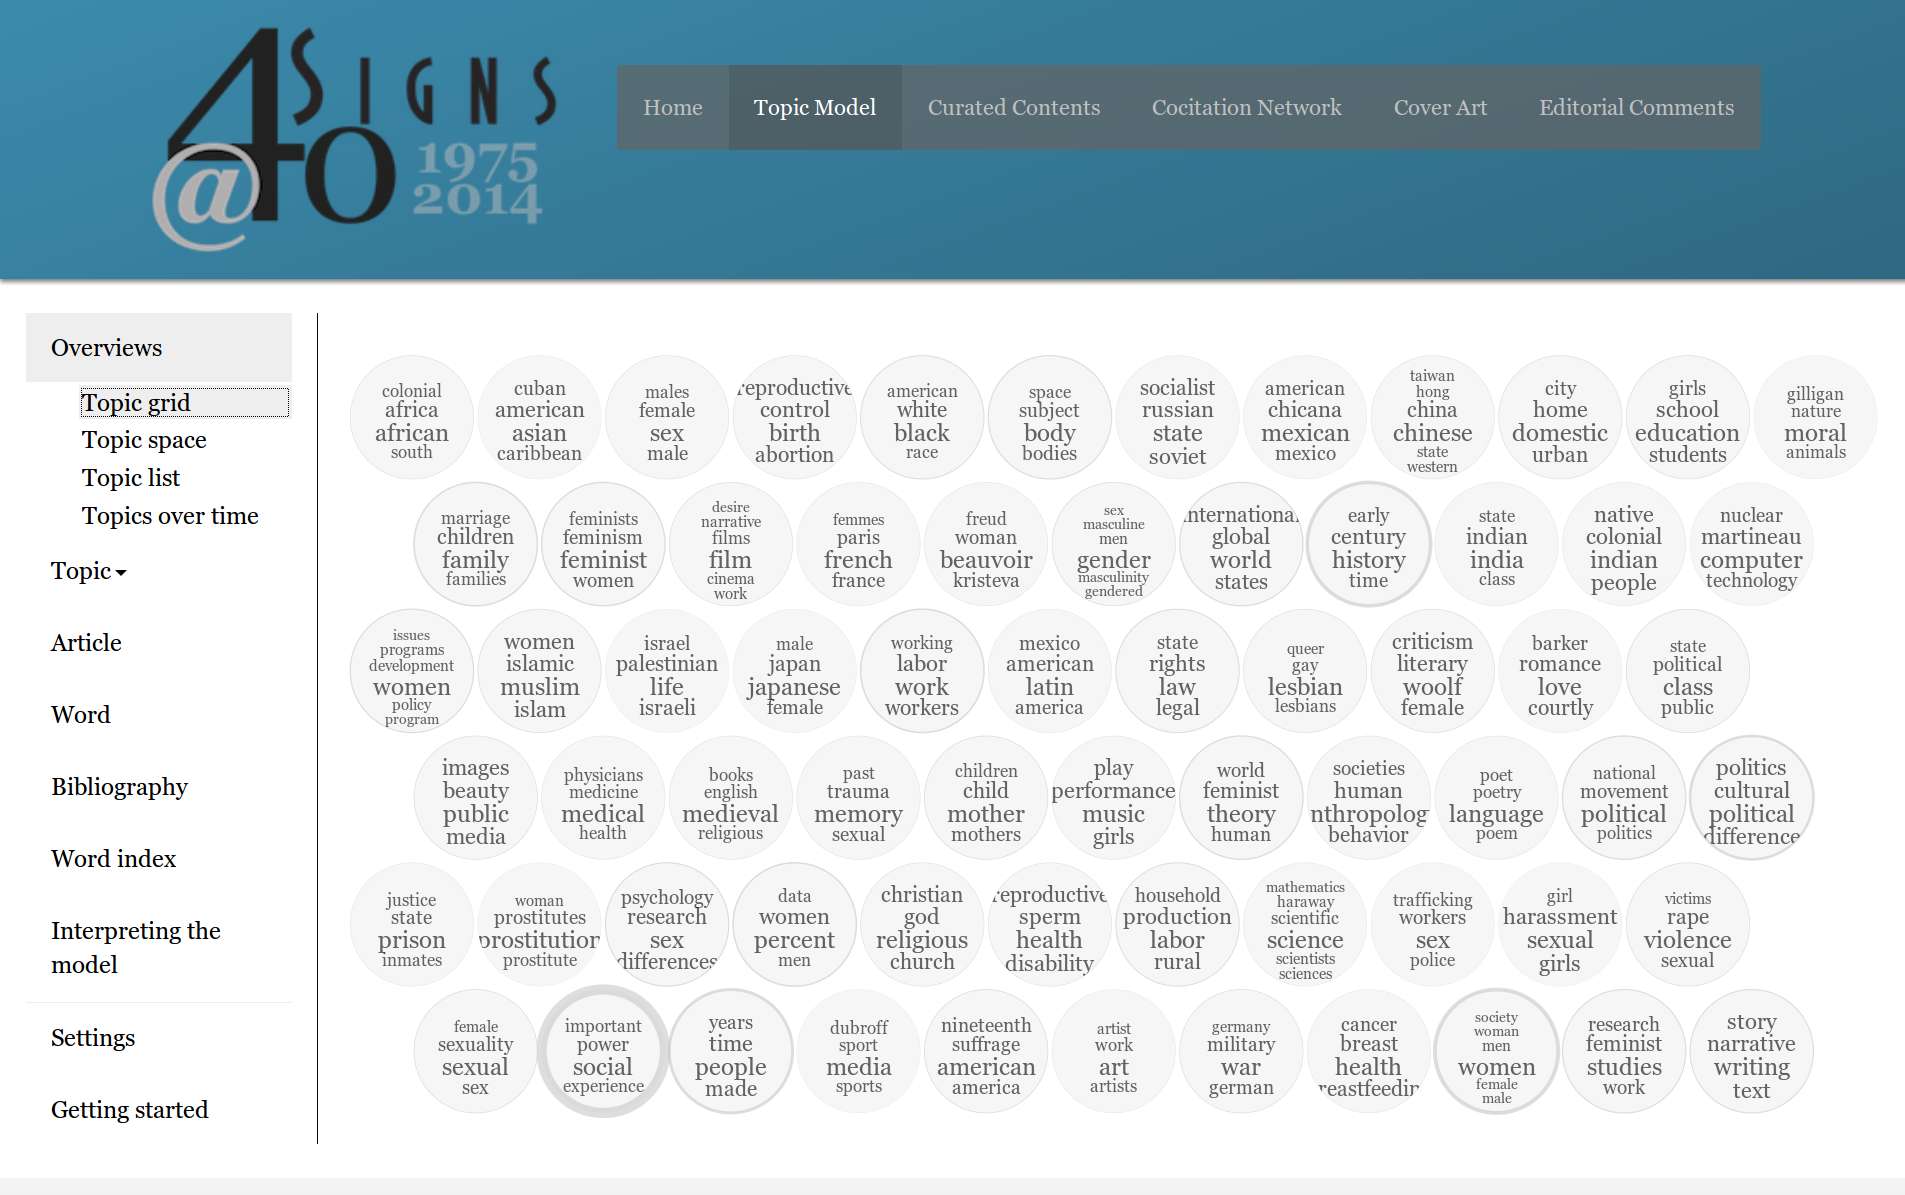 @40 SIGNS
1975
2014
Home Topic Model Curated Contents Cocitation Network Cover Art Editorial Comments
Overviews
Topic grid
Topic space
Topic list
Topics over time
Topic
Article
Word
Bibliography
Word index
Interpreting the
model
Settings
Getting started
colonial
africa
african
south
cuban
american
asian
caribbean
males
female
sex
male
reproductive
control
birth
abortion
american
white
black
race
space
subject
body
bodies
socialist
russian
state
soviet
american
chicana
mexican
mexico
taiwan
hong
china
chinese
state
western
city
home
domestic
urban
girls
school
education
students
gilligan
nature
moral
animals
marriage
children
family
families
feminists
feminism
feminist
women
desire
narrative
films
film
cinema
work
femmes
paris
french
france
freud
woman
beauvoir
kristeva
sex
masculine
men
gender
masculinity
gendered
international
global
world
states
early
century
history
time
state
indian
india
class
native
colonial
indian
people
nuclear
martineau
computer
technology
issues
programs
development
women
policy
program
women
islamic
muslim
islam
israel
palestinian
life
israeli
male
japan
japanese
female
working
labor
work
workers
mexico
american
latin
america
state
rights
law
legal
queer
gay
lesbian
lesbians
criticism
literary
woolf
female
barker
romance
love
courtly
state
political
class
public
images
beauty
public
media
physicians
medicine
medical
health
books
english
medieval
religious
past
trauma
memory
sexual
children
child
mother
mothers
play
performance
music
girls
world
feminist
theory
human
societies
human
nthropolog
behavior
poet
poetry
language
poem
national
movement
political
politics
politics
cultural
political
difference
justice
state
prison
inmates
woman
prostitutes
prostitution
prostitute
psychology
research
sex
differences
data
women
percent
men
christian
god
religious
church
reproductive
sperm
health
disability
household
production
labor
rural
mathematics
haraway
scientific
science
scientists
sciences
trafficking
workers
sex
police
girl
harassment
sexual
girls
victims
rape
violence
sexual
female
sexuality
sexual
sex
important
power
social
experience
years
time
people
made
dubroff
sport
media
sports
nineteenth
suffrage
american
america
artist
work
art
artists
germany
military
war
german
cancer
breast
health
reastfeedin
society
woman
men
women
female
male
research
feminist
studies
work
story
narrative
writing
text